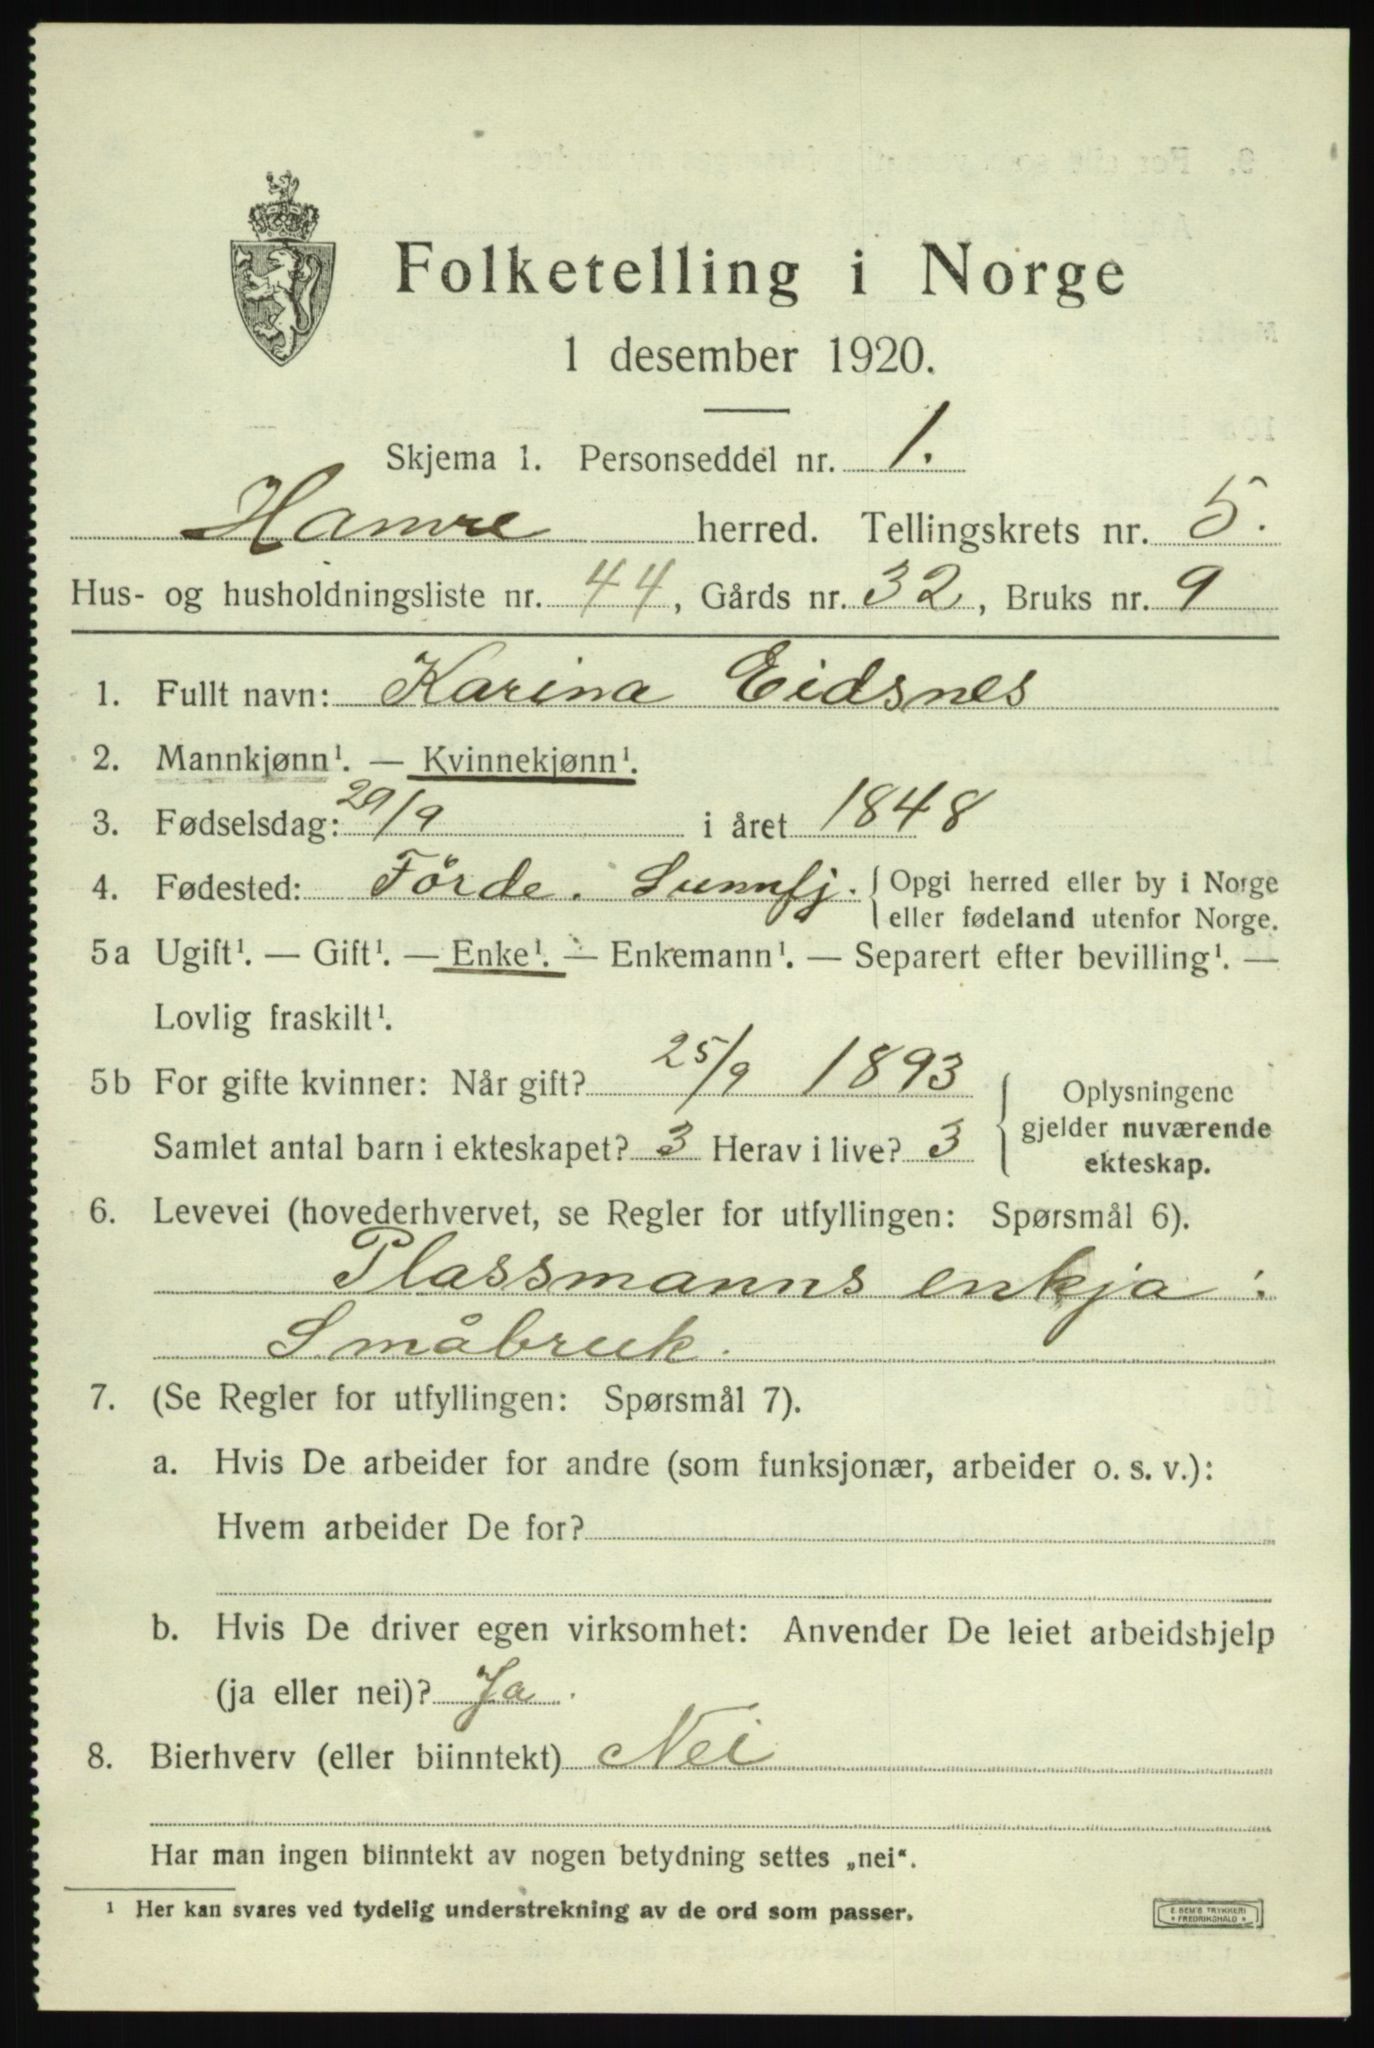 Folketelling i Norge
1 desember 1920.
Skjema 1. Personseddel nr. 1.
Hamre herred. Tellingskrets nr. 5.
Hus- og husholdningsliste nr. 44, Gårds nr. 32, Bruks nr. 9
1. Fullt navn: Karina Eidsnes
2. Mannkjønn¹. — Kvinnekjønn¹.
3. Fødselsdag: 29/9 i året 1848
4. Fødested: Förde. Sunnfj. Opgi herred eller by i Norge
eller fødeland utenfor Norge.
5a Ugift¹. — Gift¹. — Enke¹. — Enkemann¹. — Separert efter bevilling¹. —
Lovlig fraskilt¹.
5b For gifte kvinner: Når gift? 25/9 1893 Oplysningene
gjelder nuværende
Samlet antal barn i ekteskapet? 3 Herav i live? 3 ekteskap.
6. Levevei (hovederhvervet, se Regler for utfyllingen: Spørsmål 6).
Plassmanns enkja :
Småbruk.
7. (Se Regler for utfyllingen: Spørsmål 7).
a. Hvis De arbeider for andre (som funksjonær, arbeider o. s. v.):
Hvem arbeider De for?
b. Hvis De driver egen virksomhet: Anvender De leiet arbeidshjelp
(ja eller nei)? Ja.
8. Bierhverv (eller biinntekt) Nei
Har man ingen biinntekt av nogen betydning settes „nei“.
¹ Her kan svares ved tydelig understrekning av de ord som passer.
E. SEM'S TRYKKERI
* FREDRIKSHALD *